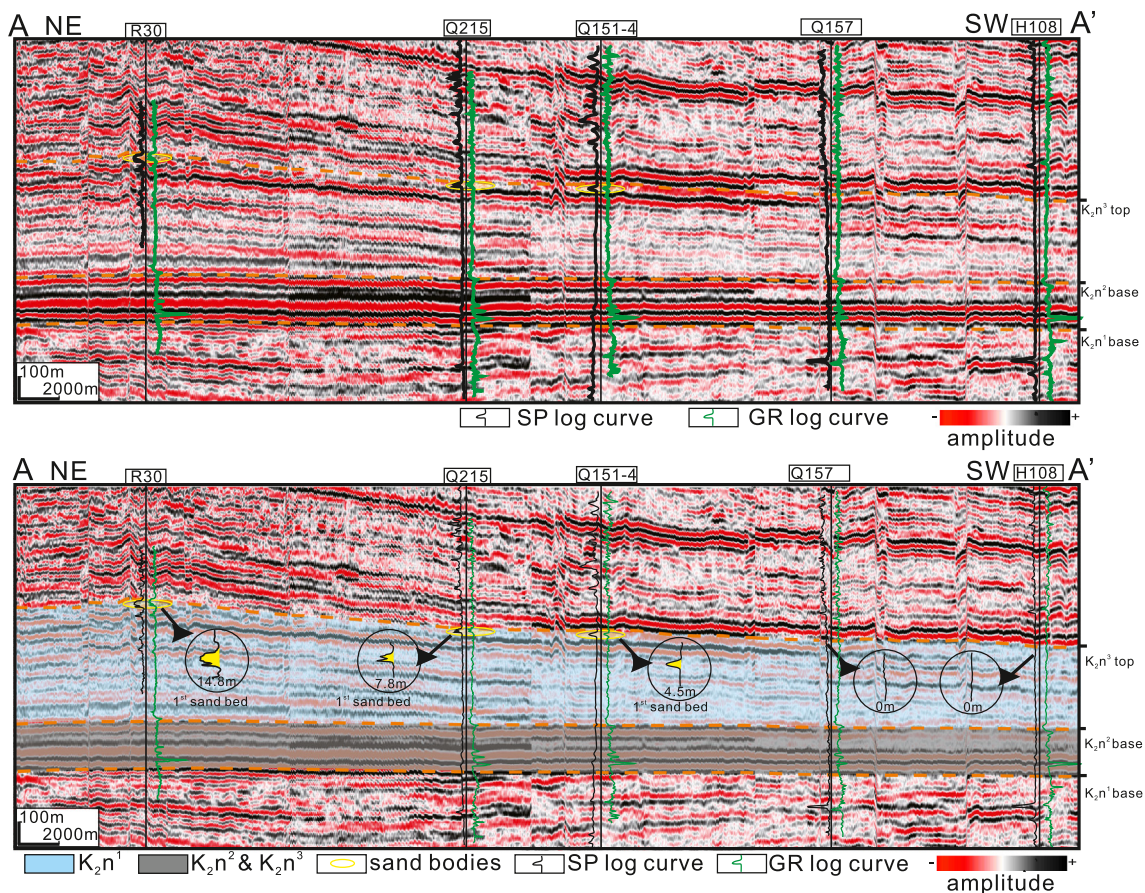 A NE R30 Q215 Q151-4 Q157 SW H108 A'
K₂n³ top
K₂n² base
K₂n¹ base
100m
2000m
SP log curve GR log curve - +
amplitude
A NE R30 Q215 Q151-4 Q157 SW H108 A'
14.8m
1st sand bed
7.8m
1st sand bed
4.5m
1st sand bed
0m
0m
K₂n³ top
K₂n² base
K₂n¹ base
100m
2000m
K₂n¹ K₂n² & K₂n³ sand bodies SP log curve GR log curve - +
amplitude